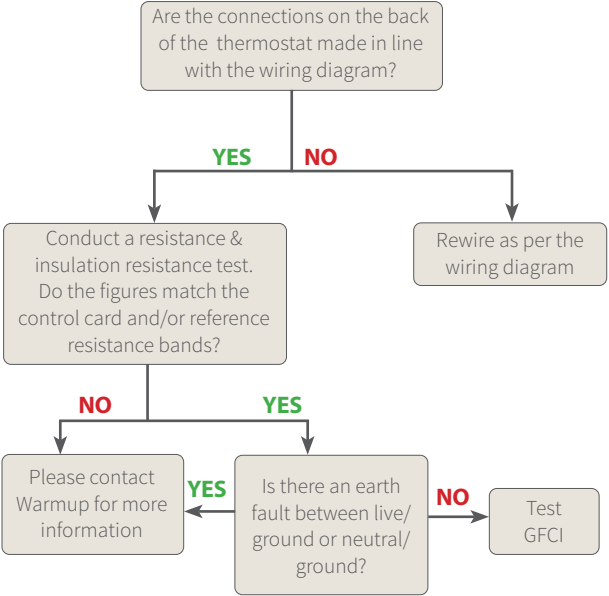 Are the connections on the back
of the thermostat made in line
with the wiring diagram?
YES
NO
Conduct a resistance &
insulation resistance test.
Do the figures match the
control card and/or reference
resistance bands?
Rewire as per the
wiring diagram
NO
YES
Please contact
Warmup for more
information
YES
Is there an earth
fault between live/
ground or neutral/
ground?
NO
Test
GFCI